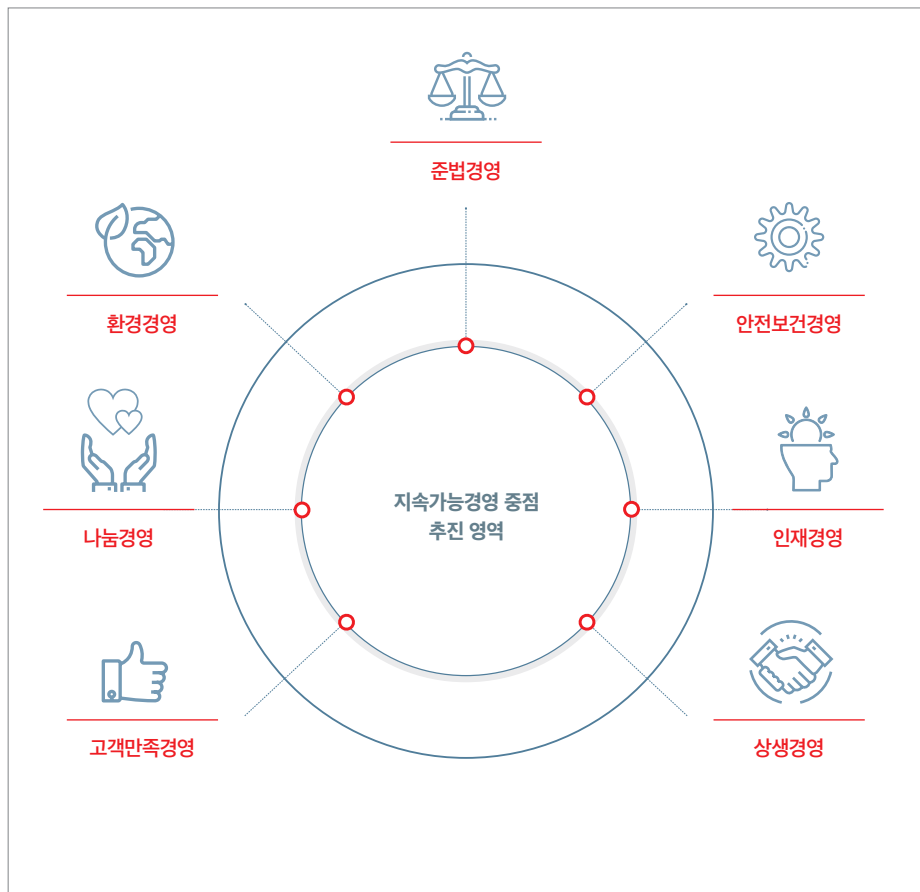 준법경영
환경경영
안전보건경영
지속가능경영 중점
추진 영역
나눔경영
인재경영
고객만족경영
상생경영